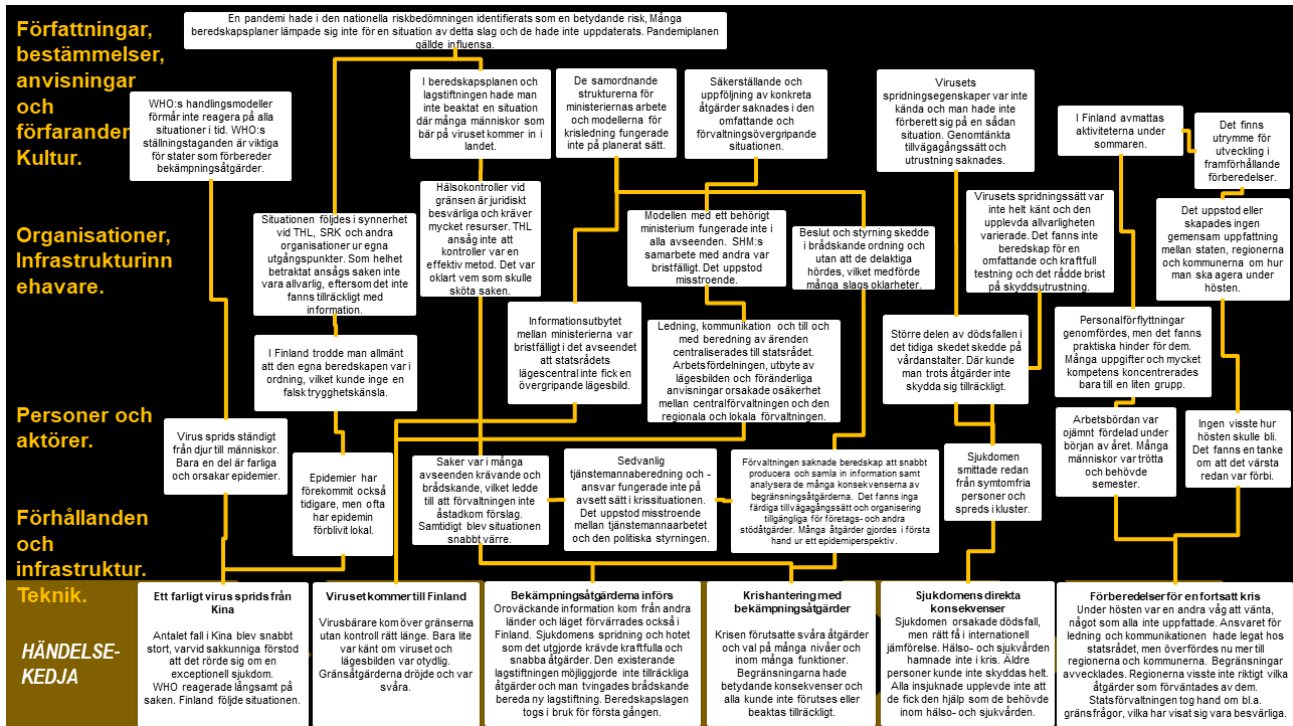 Författningar,
bestämmelser,
anvisningar
och
förfaranden
Kultur.
En pandemi hade i den nationella riskbedömningen identifierats som en betydande risk, Många
beredskapsplaner lämpade sig inte för en situation av detta slag och de hade inte uppdaterats. Pandemiplanen
gällde influensa.
WHO:s handlingsmodeller
förmår inte reagera på alla
situationer i tid. WHO:s
ställningstaganden är viktiga
för stater som förbereder
bekämpningsåtgärder.
I beredskapsplanen och
lagstiftningen hade man
inte beaktat en situation
där många människor som
bär på viruset kommer in i
landet.
De samordnande
strukturerna för
ministeriernas arbete
och modellerna för
krisledning fungerade
inte på planerat sätt.
Säkerställande och
uppföljning av konkreta
åtgärder saknades i den
omfattande och
förvaltningsövergripande
situationen.
Virusets
spridningsegenskaper var inte
kända och man hade inte
förberett sig på en sådan
situation. Genomtänkta
tillvägagångssätt och
utrustning saknades.
I Finland avmattas
aktiviteterna under
sommaren.
Det finns
utrymme för
utveckling i
framförhållande
förberedelser.
Organisationer,
Infrastrukturinn
ehavare.
Situationen följdes i synnerhet
vid THL, SRK och andra
organisationer ur egna
utgångspunkter. Som helhet
betraktat ansågs saken inte
vara allvarlig, eftersom det inte
fanns tillräckligt med
information.
Hälsokontroller vid
gränsen är juridiskt
besvärliga och kräver
mycket resurser. THL
ansåg inte att
kontroller var en
effektiv metod. Det var
oklart vem som skulle
sköta saken.
Modellen med ett behörigt
ministerium fungerade inte i
alla avseenden. SHM:s
samarbete med andra var
bristfälligt. Det uppstod
misstroende.
Beslut och styrning skedde
i brådskande ordning och
utan att de delaktiga
hördes, vilket medförde
många slags oklarheter.
Virusets spridningssätt var
inte helt känt och den
upplevda allvarligheten
varierade. Det fanns inte
beredskap för en
omfattande och kraftfull
testning och det rådde brist
på skyddsutrustning.
Det uppstod eller
skapades ingen
gemensam uppfattning
mellan staten, regionerna
och kommunerna om hur
man ska agera under
hösten.
I Finland trodde man allmänt
att den egna beredskapen var i
ordning, vilket kunde inge en
falsk trygghetskänsla.
Informationsutbytet
mellan ministerierna var
bristfälligt i det avseendet
att statsrådets
lägescentral inte fick en
övergripande lägesbild.
Ledning, kommunikation och till och
med beredning av ärenden
centraliserades till statsrådet.
Arbetsfördelningen, utbyte av
lägesbilden och föränderliga
anvisningar orsakade osäkerhet
mellan centralförvaltningen och den
regionala och lokala förvaltningen.
Större delen av dödsfallen i
det tidiga skedet skedde på
vårdanstalter. Där kunde
man trots åtgärder inte
skydda sig tillräckligt.
Personalförflyttningar
genomfördes, men det fanns
praktiska hinder för dem.
Många uppgifter och mycket
kompetens koncentrerades
bara till en liten grupp.
Personer och
aktörer.
Virus sprids ständigt
från djur till människor.
Bara en del är farliga
och orsakar epidemier.
Epidemier har
förekommit också
tidigare, men ofta
har epidemin
förblivit lokal.
Saker var i många
avseenden krävande och
brådskande, vilket ledde
till att förvaltningen inte
åstadkom förslag.
Samtidigt blev situationen
snabbt värre.
Sedvanlig
tjänstemannaberedning och -
ansvar fungerade inte på
avsett sätt i krissituationen.
Det uppstod misstroende
mellan tjänstemannaarbetet
och den politiska styrningen.
Förvaltningen saknade beredskap att snabbt
producera och samla in information samt
analysera de många konsekvenserna av
begränsningsåtgärderna. Det fanns inga
färdiga tillvägagångssätt och organisering
tillgängliga för företags- och andra
stödåtgärder. Många åtgärder gjordes i första
hand ur ett epidemiperspektiv.
Sjukdomen
smittade redan
från symtomfria
personer och
spreds i kluster.
Arbetsbördan var
ojämnt fördelad under
början av året. Många
människor var trötta
och behövde
semester.
Ingen visste hur
hösten skulle bli.
Det fanns en tanke
om att det värsta
redan var förbi.
Förhållanden
och
infrastruktur.
Teknik.
HÄNDELSE-
KEDJA
Ett farligt virus sprids från
Kina
Antalet fall i Kina blev snabbt
stort, varvid sakkunniga förstod
att det rörde sig om en
exceptionell sjukdom.
WHO reagerade långsamt på
saken. Finland följde situationen.
Viruset kommer till Finland
Virusbärare kom över gränserna
utan kontroll rätt länge. Bara lite
var känt om viruset och
lägesbilden var otydlig.
Gränsåtgärderna dröjde och var
svåra.
Bekämpningsåtgärderna införs
Oroväckande information kom från andra
länder och läget förvärrades också i
Finland. Sjukdomens spridning och hotet
som det utgjorde krävde kraftfulla och
snabba åtgärder. Den existerande
lagstiftningen möjliggjorde inte tillräckliga
åtgärder och man tvingades brådskande
bereda ny lagstiftning. Beredskapslagen
togs i bruk för första gången.
Krishantering med
bekämpningsåtgärder
Krisen förutsatte svåra åtgärder
och val på många nivåer och
inom många funktioner.
Begränsningarna hade
betydande konsekvenser och
alla kunde inte förutses eller
beaktas tillräckligt.
Sjukdomens direkta
konsekvenser
Sjukdomen orsakade dödsfall,
men rätt få i internationell
jämförelse. Hälso- och sjukvården
hamnade inte i kris. Äldre
personer kunde inte skyddas helt.
Alla insjuknade upplevde inte att
de fick den hjälp som de behövde
inom hälso- och sjukvården.
Förberedelser för en fortsatt kris
Under hösten var en andra våg att vänta,
något som alla inte uppfattade. Ansvaret för
ledning och kommunikationen hade legat hos
statsrådet, men överfördes nu mer till
regionerna och kommunerna. Begränsningar
avvecklades. Regionerna visste inte riktigt vilka
åtgärder som förväntades av dem.
Statsförvaltningen tog hand om bl.a.
gränsfrågor, vilka har visat sig vara besvärliga.